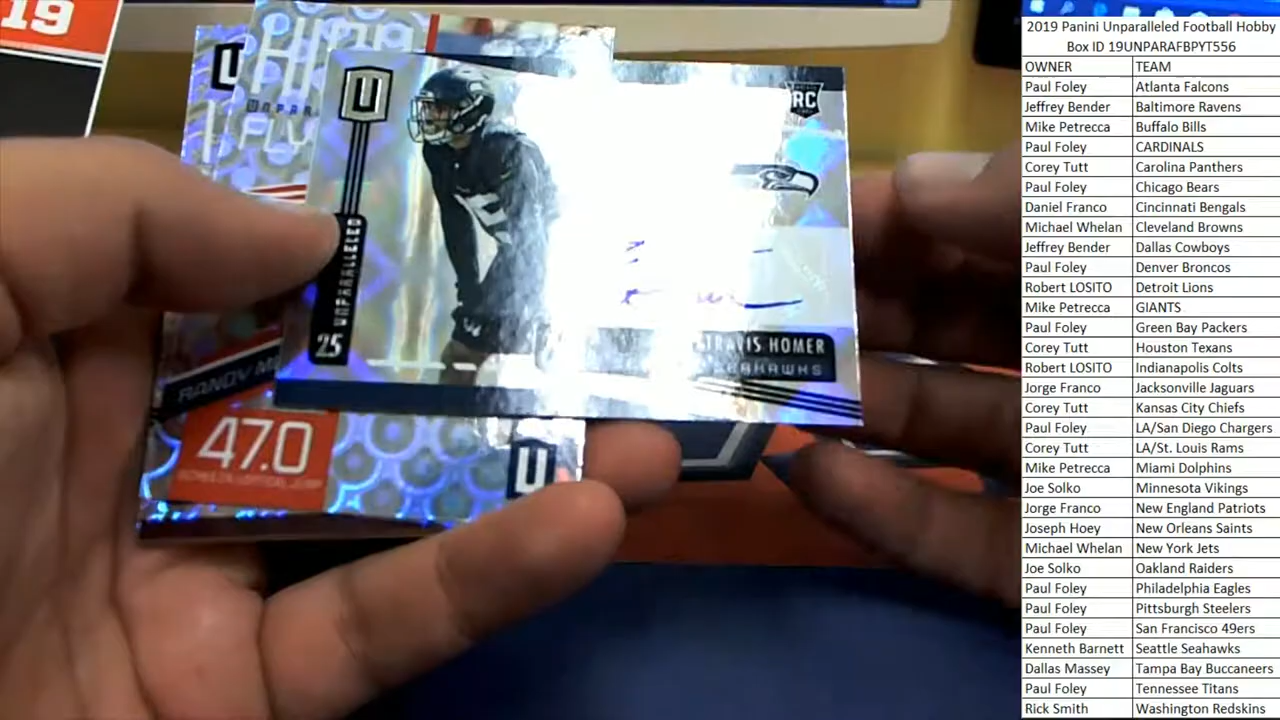 19
U
HI
FLY
19
U
RC
UNPARALLELED
25
TRAVIS HOMER
SEAHAWKS
RANDY M
47.0
U
2019 Panini Unparalleled Football Hobby
Box ID 19UNPARAFBPYT556
OWNER TEAM
Paul Foley Atlanta Falcons
Jeffrey Bender Baltimore Ravens
Mike Petrecca Buffalo Bills
Paul Foley CARDINALS
Corey Tutt Carolina Panthers
Paul Foley Chicago Bears
Daniel Franco Cincinnati Bengals
Michael Whelan Cleveland Browns
Jeffrey Bender Dallas Cowboys
Paul Foley Denver Broncos
Robert LOSITO Detroit Lions
Mike Petrecca GIANTS
Paul Foley Green Bay Packers
Corey Tutt Houston Texans
Robert LOSITO Indianapolis Colts
Jorge Franco Jacksonville Jaguars
Corey Tutt Kansas City Chiefs
Paul Foley LA/San Diego Chargers
Corey Tutt LA/St. Louis Rams
Mike Petrecca Miami Dolphins
Joe Solko Minnesota Vikings
Jorge Franco New England Patriots
Joseph Hoey New Orleans Saints
Michael Whelan New York Jets
Joe Solko Oakland Raiders
Paul Foley Philadelphia Eagles
Paul Foley Pittsburgh Steelers
Paul Foley San Francisco 49ers
Kenneth Barnett Seattle Seahawks
Dallas Massey Tampa Bay Buccaneers
Paul Foley Tennessee Titans
Rick Smith Washington Redskins